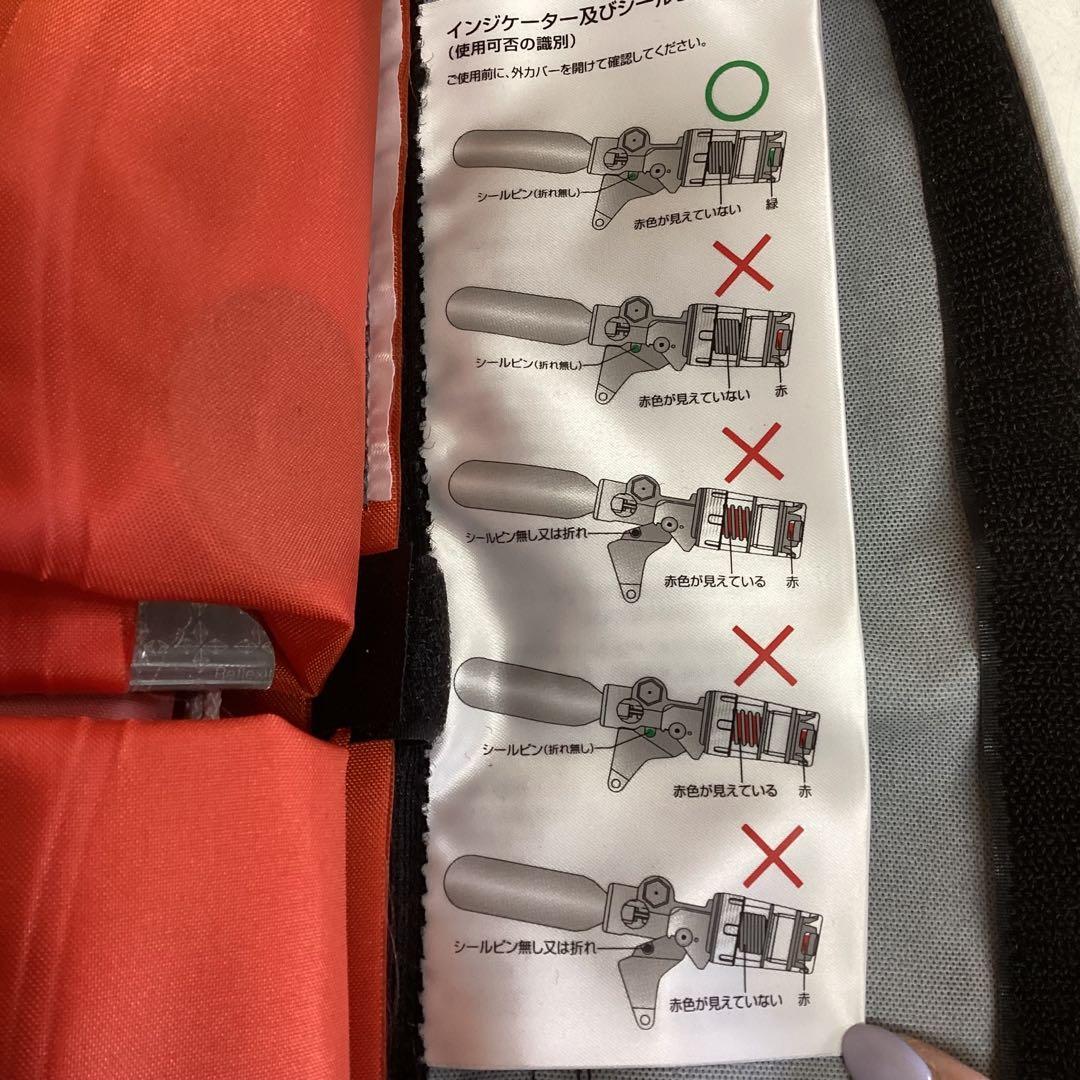 インジケーター及びシール
(使用可否の識別)
ご使用前に、外カバーを開けて確認してください。
シールピン(折れ無し)
赤色が見えていない
緑
シールピン(折れ無し)
赤色が見えていない
赤
シールピン無し又は折れ
赤色が見えている
赤
Reflexit
シールピン(折れ無し)
赤色が見えている
赤
シールピン無し又は折れ
赤色が見えていない
赤